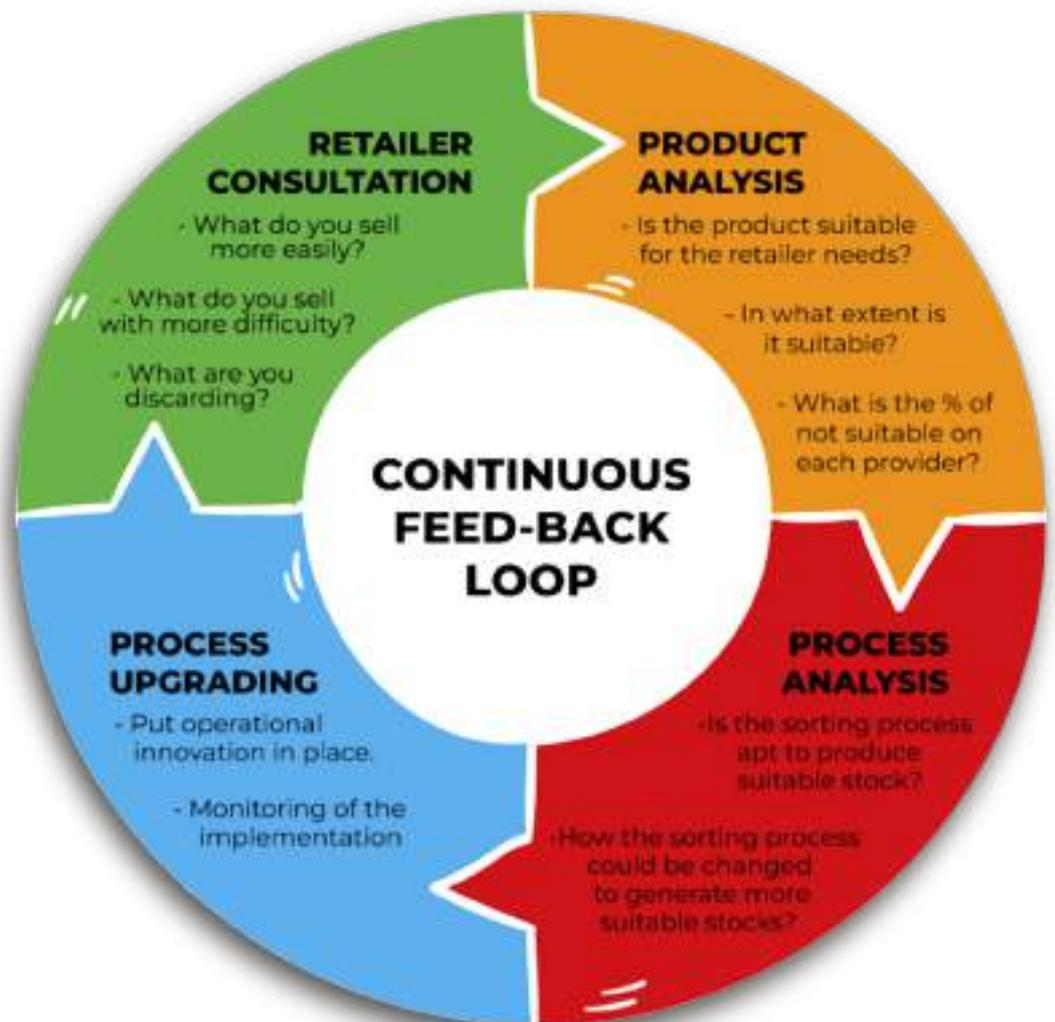 RETAILER
CONSULTATION
- What do you sell
more easily?
- What do you sell
with more difficulty?
- What are you
discarding?
PRODUCT
ANALYSIS
- Is the product suitable
for the retailer needs?
- In what extent is
it suitable?
- What is the % of
not suitable on
each provider?
CONTINUOUS
FEED-BACK
LOOP
PROCESS
ANALYSIS
-Is the sorting process
apt to produce
suitable stock?
-How the sorting process
could be changed
to generate more
suitable stocks?
PROCESS
UPGRADING
- Put operational
innovation in place.
- Monitoring of the
implementation